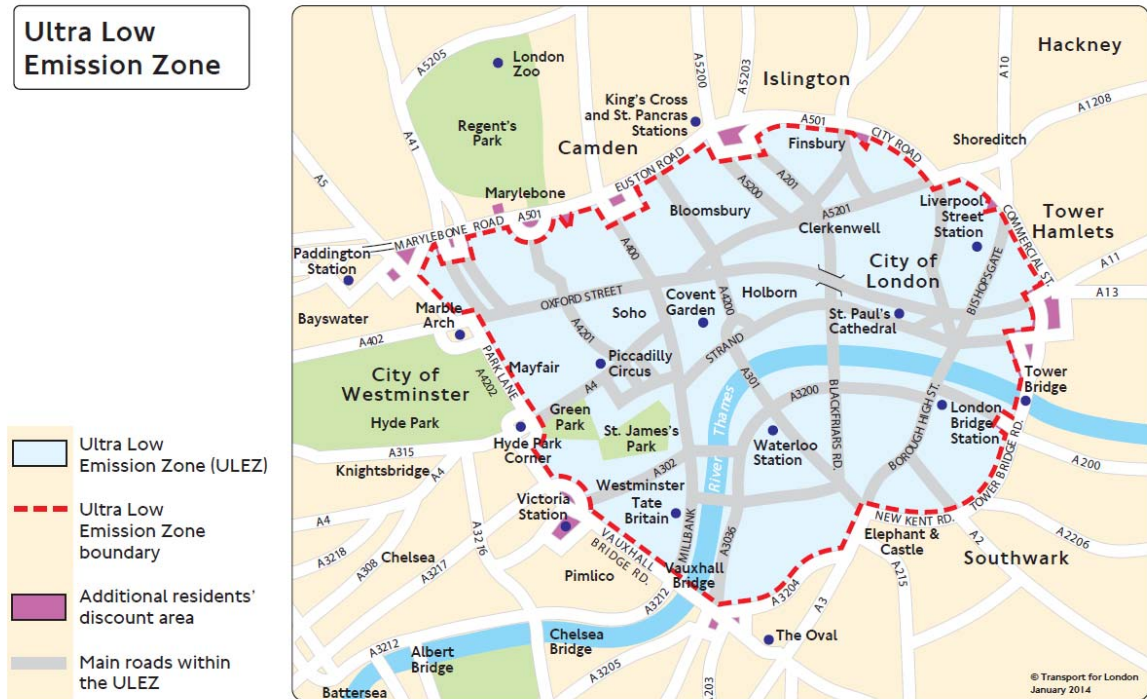 Ultra Low
Emission Zone
Ultra Low
Emission Zone (ULEZ)
Ultra Low
Emission Zone
boundary
Additional residents'
discount area
Main roads within
the ULEZ
Hackney
A5205
London
Zoo
A5200
A5203
Islington
A10
A41
King's Cross
and St. Pancras
Stations
A1208
Regent's
Park
A501
CITY ROAD
Shoreditch
Camden
Finsbury
A5
EUSTON ROAD
A201
A5200
Marylebone
Liverpool
Street
Station
COMMERCIAL ST.
Tower
Hamlets
MARYLEBONE ROAD
A501
Bloomsbury
A5201
Clerkenwell
A400
Paddington
Station
City of
London
BISHOPSGATE
A11
A13
OXFORD STREET
Covent
Garden
A4200
Holborn
Bayswater
Marble
Arch
Soho
St. Paul's
Cathedral
A402
A4201
STRAND
PARK LANE
A4202
Mayfair
Piccadilly
Circus
City of
Westminster
A4
A301
A3200
BLACKFRIARS RD.
Tower
Bridge
Green
Park
BOROUGH HIGH ST.
London
Bridge
Station
Hyde Park
St. James's
Park
River Thames
Hyde Park
Corner
Waterloo
Station
A315
Knightsbridge
A4
A302
TOWER BRIDGE RD.
A200
Westminster
Victoria
Station
Tate
Britain
NEW KENT RD.
A4
A3216
VAUXHALL
BRIDGE RD.
MILLBANK
A3036
Elephant &
Castle
A2
A2206
A3218
A308
Chelsea
A3217
Southwark
Pimlico
Vauxhall
Bridge
A3204
A215
A3212
A3
Chelsea
Bridge
The Oval
A3212
Albert
Bridge
A3205
A203
Battersea
© Transport for London
January 2014